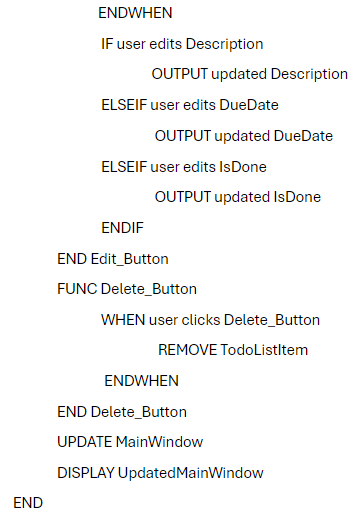 ENDWHEN
IF user edits Description
OUTPUT updated Description
ELSEIF user edits DueDate
OUTPUT updated DueDate
ELSEIF user edits IsDone
OUTPUT updated IsDone
ENDIF
END Edit_Button
FUNC Delete_Button
WHEN user clicks Delete_Button
REMOVE TodoListItem
ENDWHEN
END Delete_Button
UPDATE MainWindow
DISPLAY UpdatedMainWindow
END